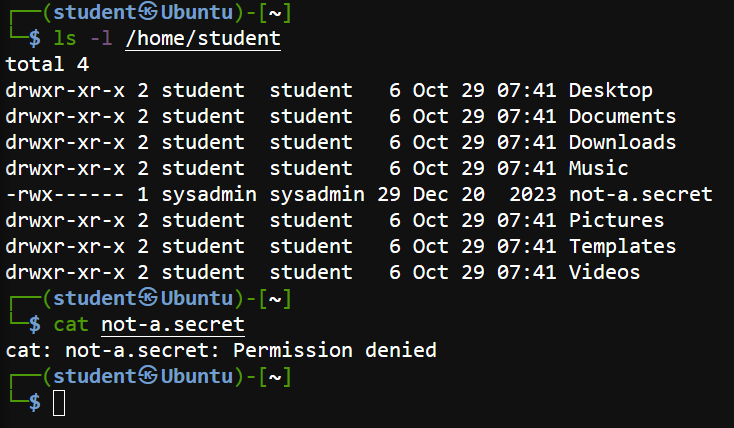 ┌──(student㉿Ubuntu)-[~]
└─$ ls -l /home/student
total 4
drwxr-xr-x 2 student  student   6 Oct 29 07:41 Desktop
drwxr-xr-x 2 student  student   6 Oct 29 07:41 Documents
drwxr-xr-x 2 student  student   6 Oct 29 07:41 Downloads
drwxr-xr-x 2 student  student   6 Oct 29 07:41 Music
-rwx------ 1 sysadmin sysadmin 29 Dec 20  2023 not-a.secret
drwxr-xr-x 2 student  student   6 Oct 29 07:41 Pictures
drwxr-xr-x 2 student  student   6 Oct 29 07:41 Templates
drwxr-xr-x 2 student  student   6 Oct 29 07:41 Videos
┌──(student㉿Ubuntu)-[~]
└─$ cat not-a.secret
cat: not-a.secret: Permission denied
┌──(student㉿Ubuntu)-[~]
└─$